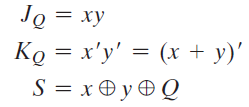 J_Q = xy
K_Q = x'y' = (x + y)'
S = x ⊕ y ⊕ Q